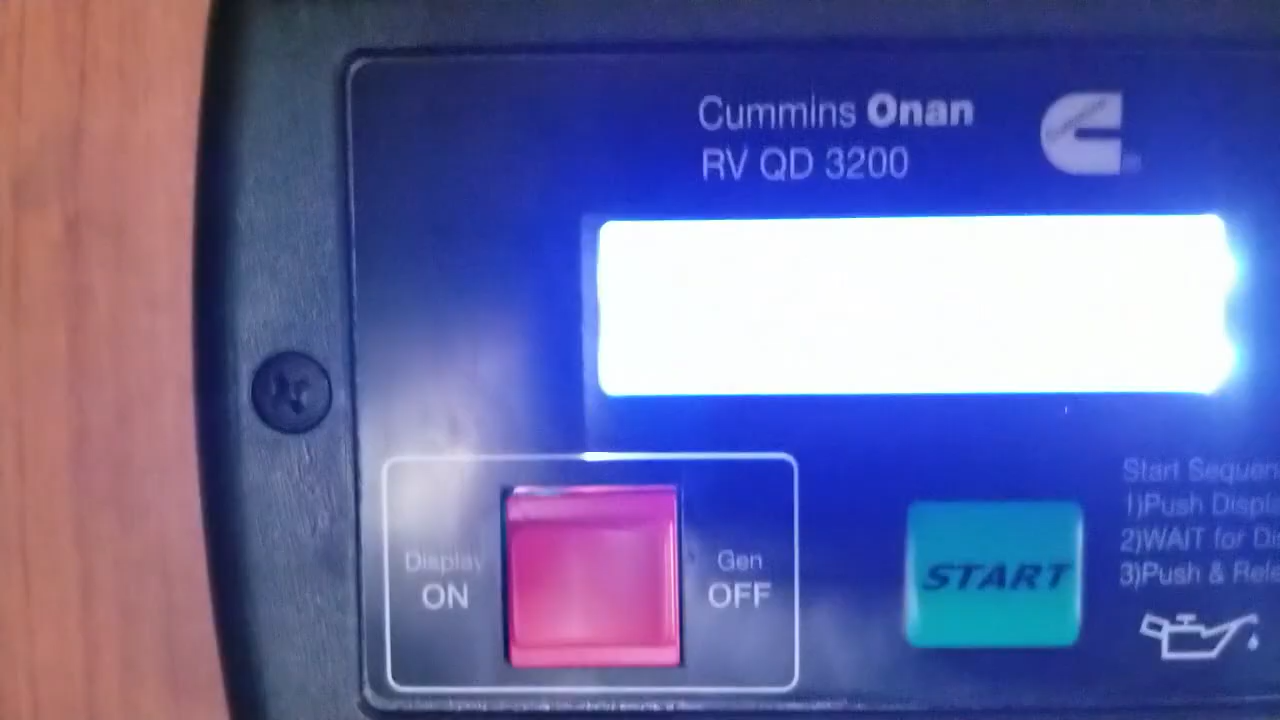 Cummins Onan
RV QD 3200
Display
ON
Gen
OFF
START
Start Sequen
1)Push Displa
2)WAIT for Dis
3)Push & Rele